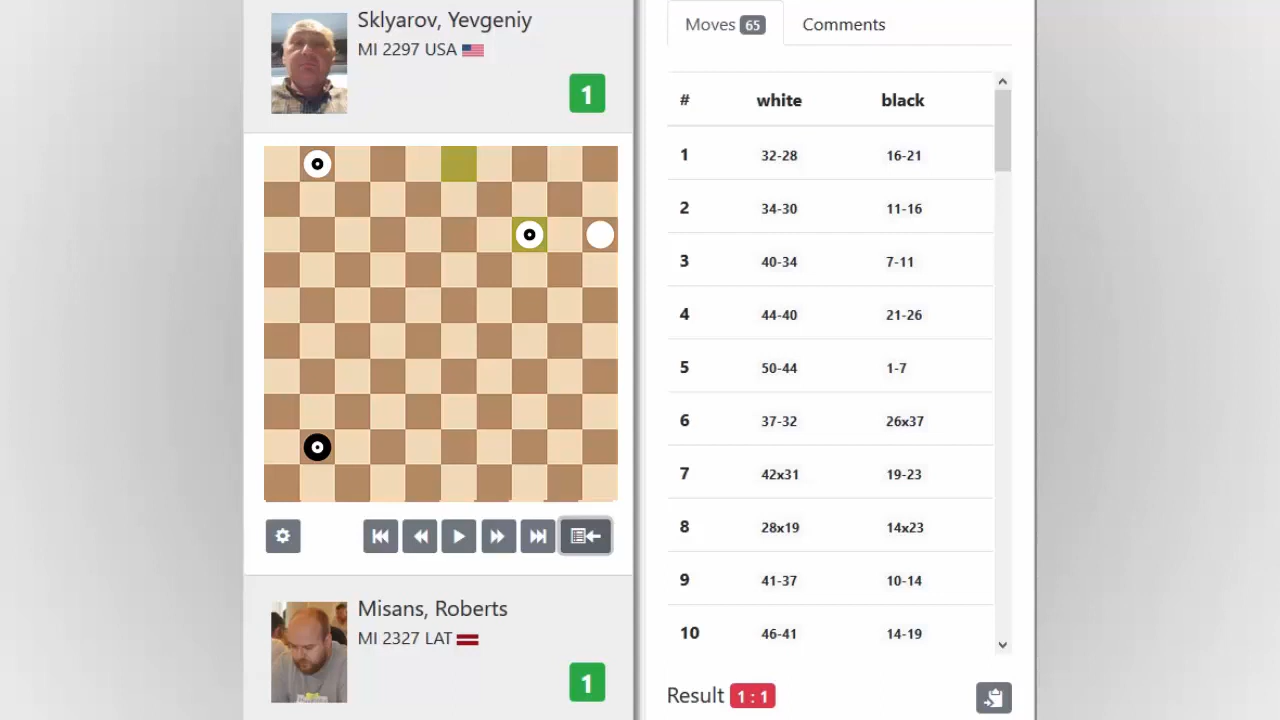 Sklyarov, Yevgeniy
MI 2297 USA
1
Misans, Roberts
MI 2327 LAT
1
Moves 65 Comments
# white black
1 32-28 16-21
2 34-30 11-16
3 40-34 7-11
4 44-40 21-26
5 50-44 1-7
6 37-32 26x37
7 42x31 19-23
8 28x19 14x23
9 41-37 10-14
10 46-41 14-19
Result 1 : 1